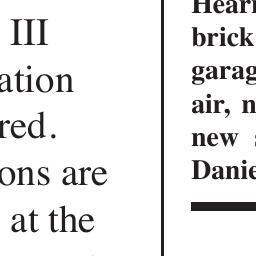 III
ation
red.
ons are
at the
Hearn
brick
garag
air, n
new s
Danie